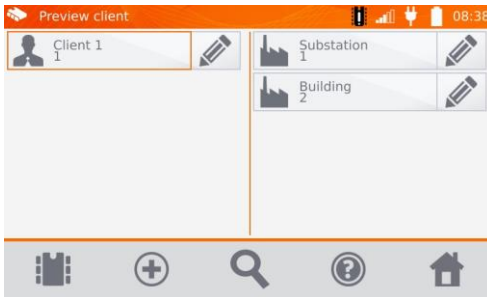 Preview client
08:38
Client 1
1
Substation
1
Building
2